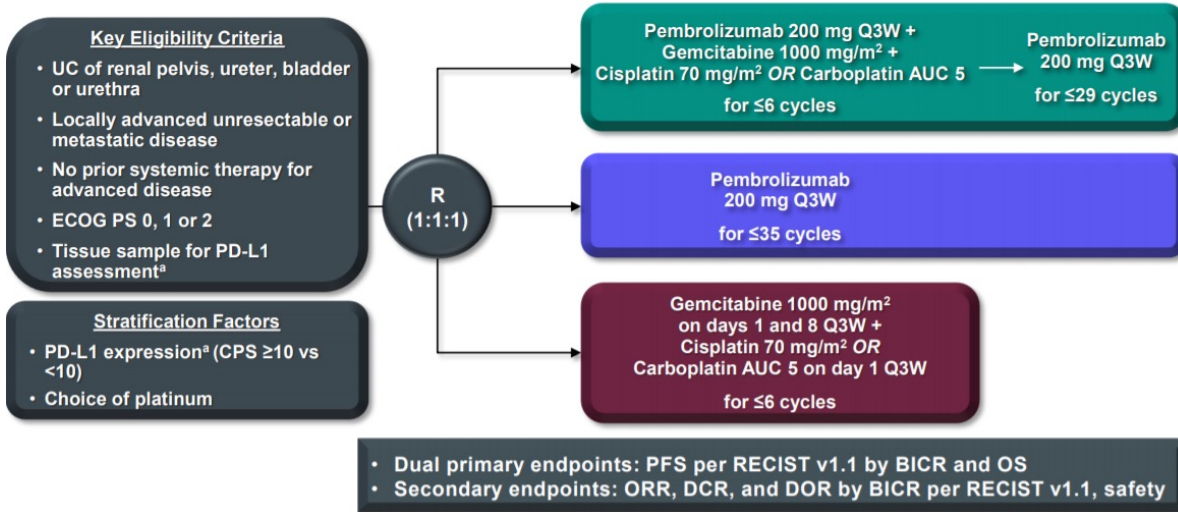 Key Eligibility Criteria
• UC of renal pelvis, ureter, bladder
or urethra
• Locally advanced unresectable or
metastatic disease
• No prior systemic therapy for
advanced disease
• ECOG PS 0, 1 or 2
• Tissue sample for PD-L1
assessmentᵃ
Stratification Factors
• PD-L1 expressionᵃ (CPS ≥10 vs
<10)
• Choice of platinum
R
(1:1:1)
Pembrolizumab 200 mg Q3W +
Gemcitabine 1000 mg/m² +
Cisplatin 70 mg/m² OR Carboplatin AUC 5
for ≤6 cycles
Pembrolizumab
200 mg Q3W
for ≤29 cycles
Pembrolizumab
200 mg Q3W
for ≤35 cycles
Gemcitabine 1000 mg/m²
on days 1 and 8 Q3W +
Cisplatin 70 mg/m² OR
Carboplatin AUC 5 on day 1 Q3W
for ≤6 cycles
• Dual primary endpoints: PFS per RECIST v1.1 by BICR and OS
• Secondary endpoints: ORR, DCR, and DOR by BICR per RECIST v1.1, safety